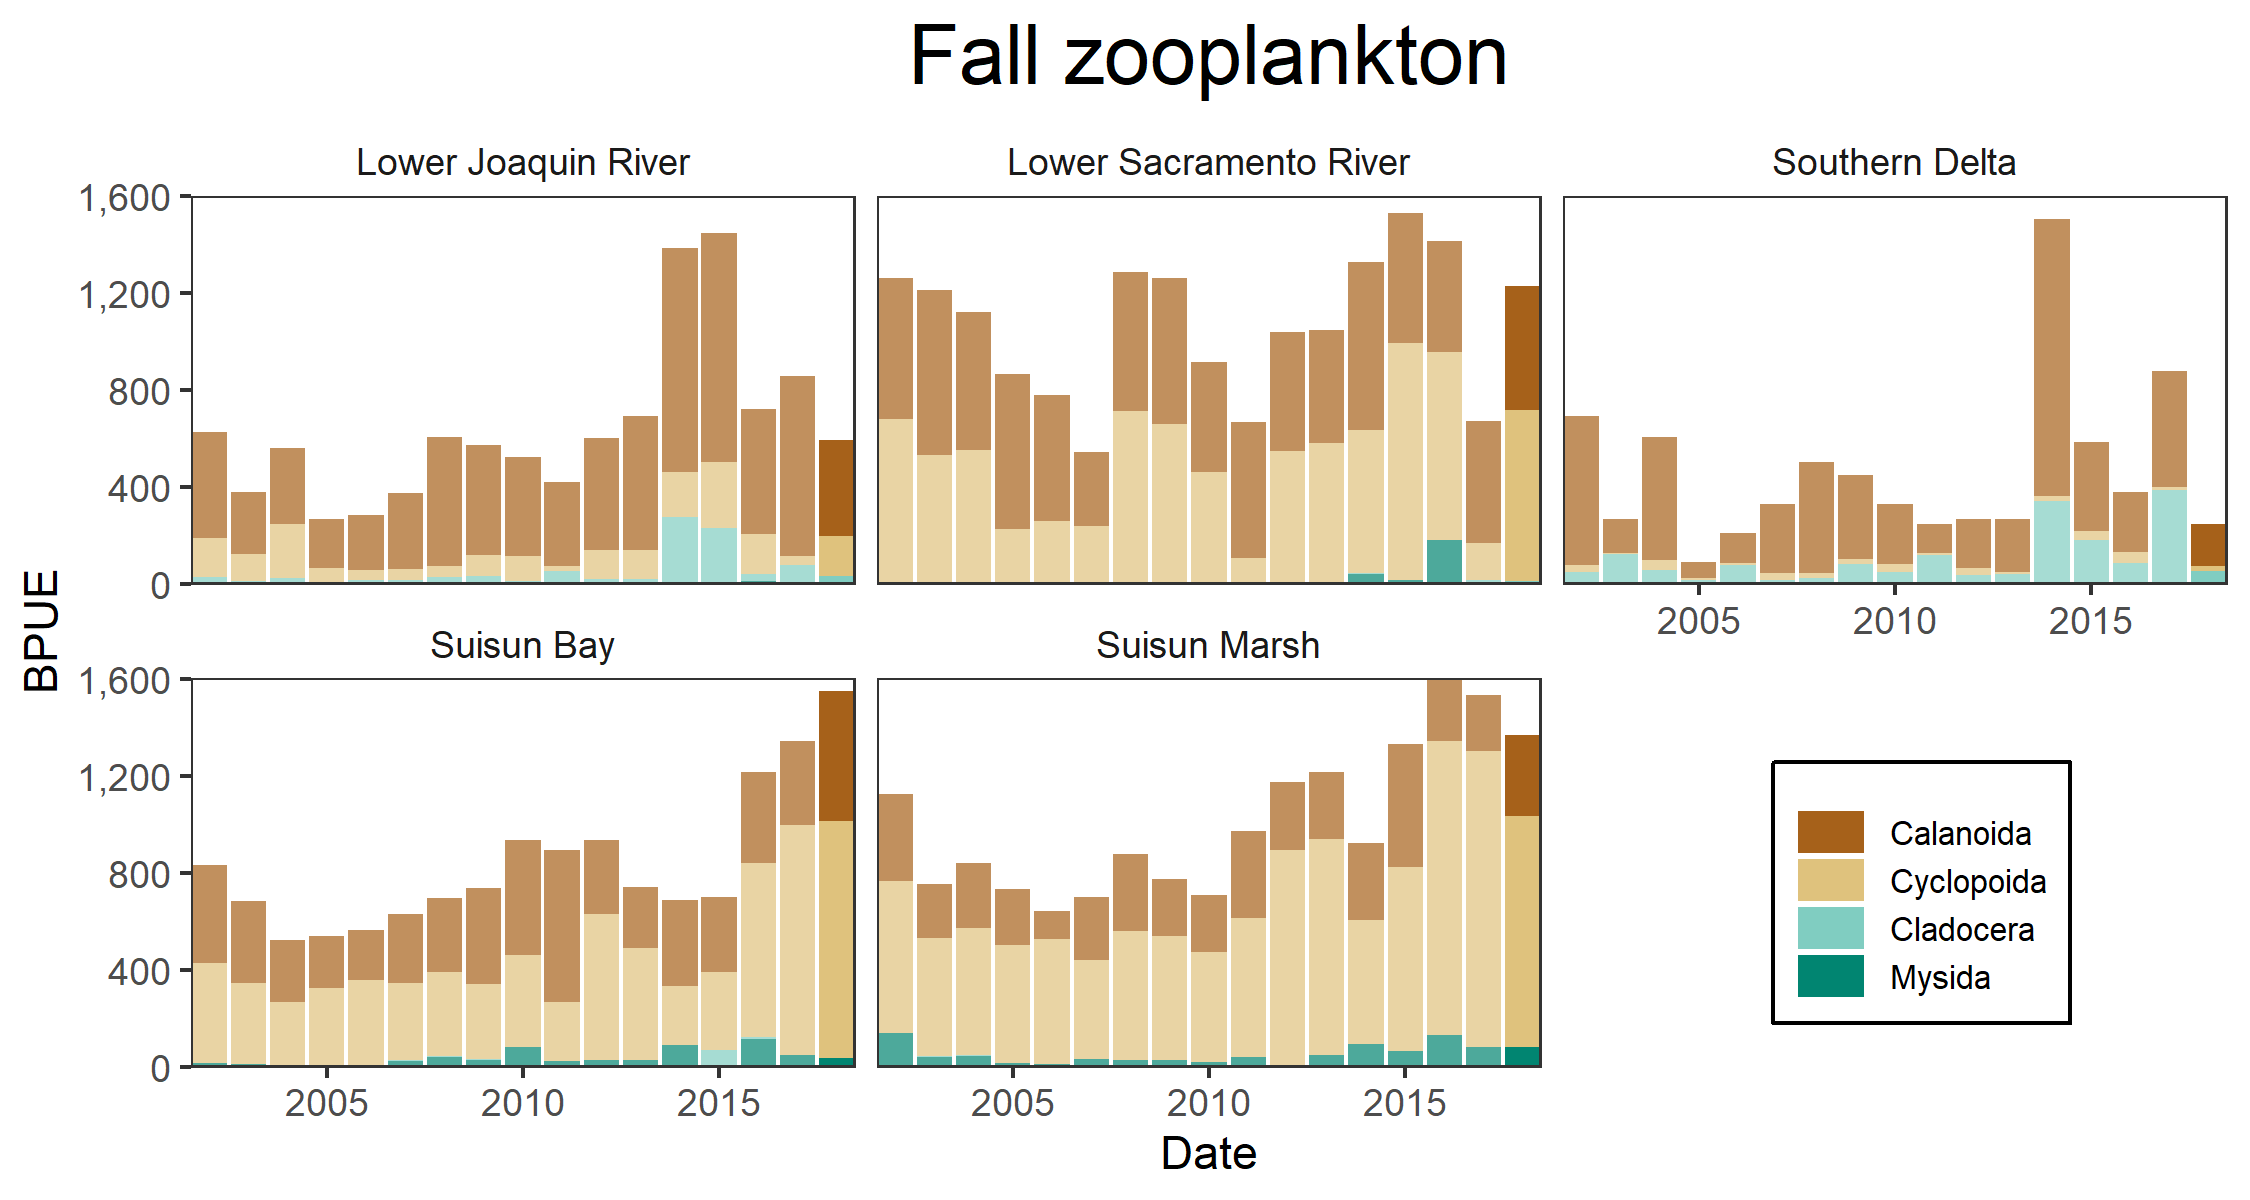 Fall zooplankton
Lower Joaquin River
Lower Sacramento River
Southern Delta
1,600
1,200
800
400
0
2005
2010
2015
BPUE
Suisun Bay
Suisun Marsh
1,600
1,200
800
400
0
2005
2010
2015
2005
2010
2015
Date
Calanoida
Cyclopoida
Cladocera
Mysida